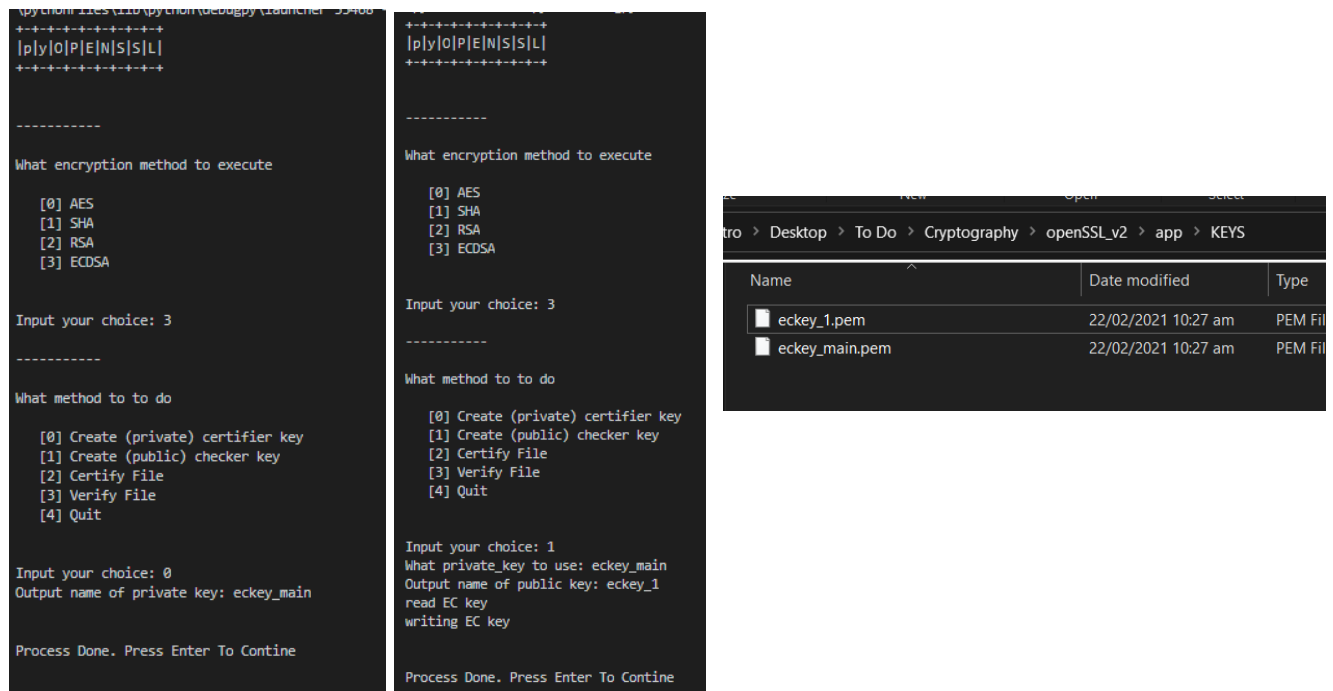 \pythonFiles\lib\python\debugpy\launcher
+-+-+-+-+-+-+-+-+-+
|p|y|O|P|E|N|S|S|L|
+-+-+-+-+-+-+-+-+-+
-----------
What encryption method to execute
[0] AES
[1] SHA
[2] RSA
[3] ECDSA
Input your choice: 3
-----------
What method to to do
[0] Create (private) certifier key
[1] Create (public) checker key
[2] Certify File
[3] Verify File
[4] Quit
Input your choice: 0
Output name of private key: eckey_main
Process Done. Press Enter To Contine
+-+-+-+-+-+-+-+-+-+
|p|y|O|P|E|N|S|S|L|
+-+-+-+-+-+-+-+-+-+
-----------
What encryption method to execute
[0] AES
[1] SHA
[2] RSA
[3] ECDSA
Input your choice: 3
-----------
What method to to do
[0] Create (private) certifier key
[1] Create (public) checker key
[2] Certify File
[3] Verify File
[4] Quit
Input your choice: 1
What private_key to use: eckey_main
Output name of public key: eckey_1
read EC key
writing EC key
Process Done. Press Enter To Contine
New Open Select
tro > Desktop > To Do > Cryptography > openSSL_v2 > app > KEYS
Name Date modified Type
eckey_1.pem 22/02/2021 10:27 am PEM Fil
eckey_main.pem 22/02/2021 10:27 am PEM Fil